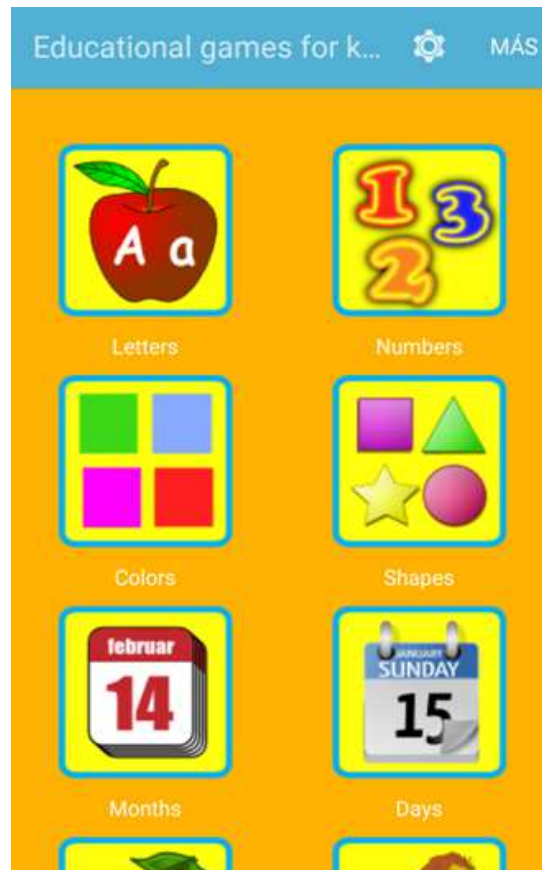 Educational games for k... MÁS
A a
1
3
2
Letters Numbers
Colors Shapes
februar
14
JANUARY
SUNDAY
15
Months Days